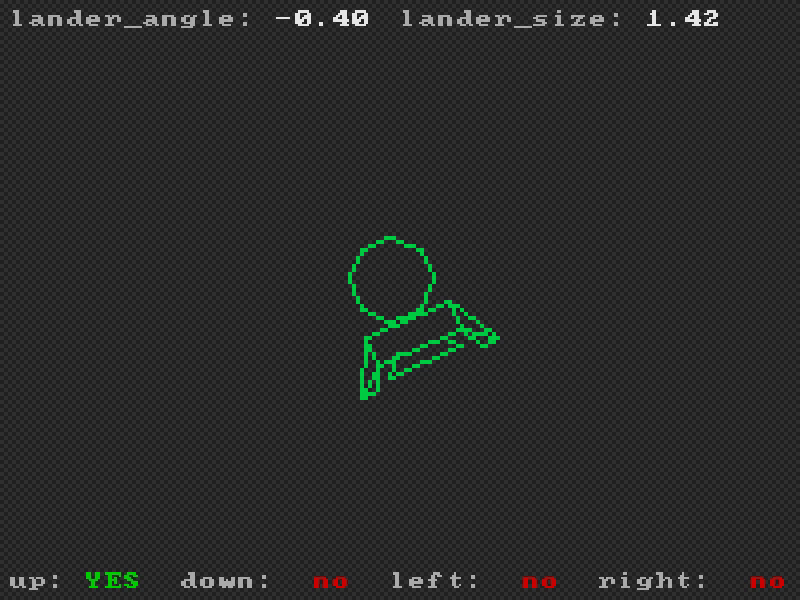 lander_angle: -0.40 lander_size: 1.42
up: YES down: no left: no right: no